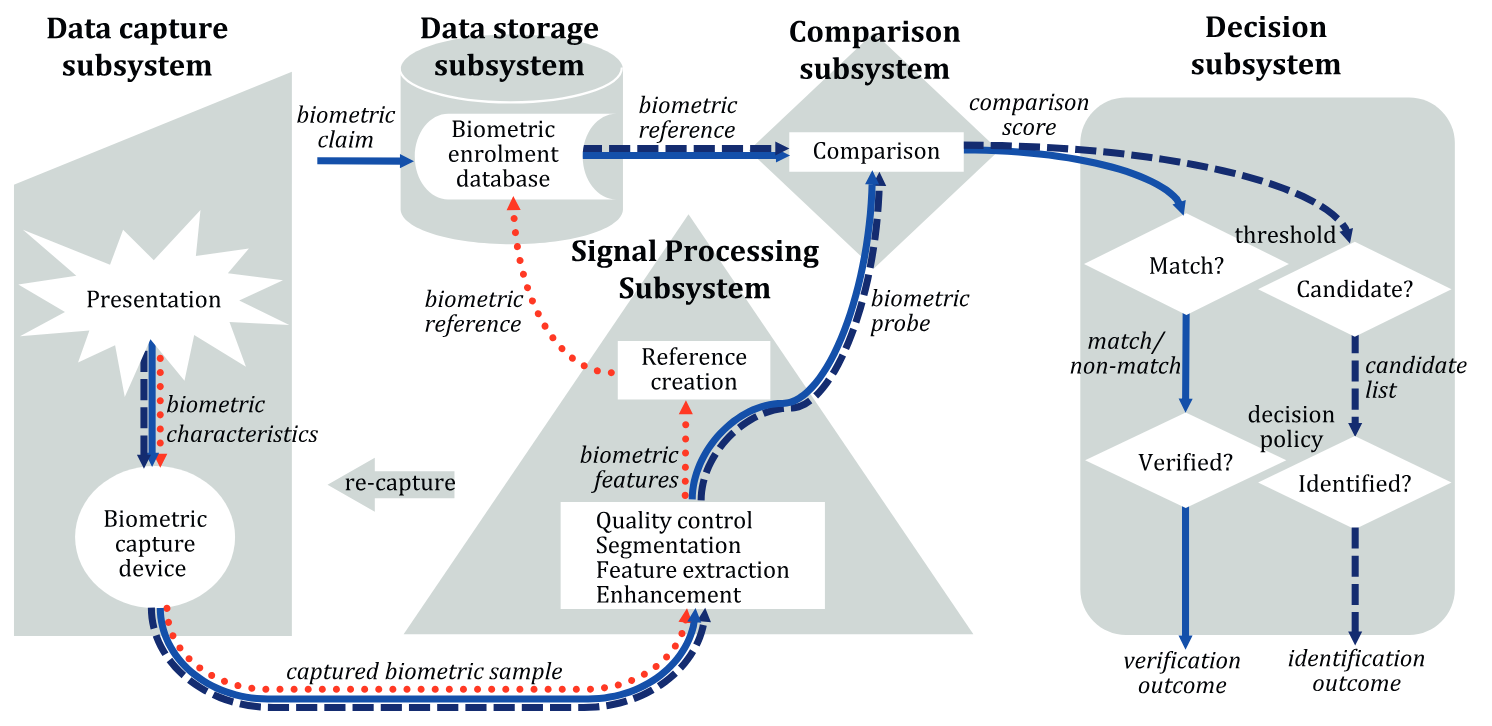 Data capture
subsystem
Data storage
subsystem
Comparison
subsystem
Decision
subsystem
biometric
claim
Biometric
enrolment
database
biometric
reference
Comparison
comparison
score
Signal Processing
Subsystem
Presentation
biometric
reference
biometric
probe
threshold
Match?
Candidate?
Reference
creation
match/
non-match
candidate
list
biometric
characteristics
biometric
features
decision
policy
Verified?
Identified?
re-capture
Biometric
capture
device
Quality control
Segmentation
Feature extraction
Enhancement
captured biometric sample
verification
outcome
identification
outcome